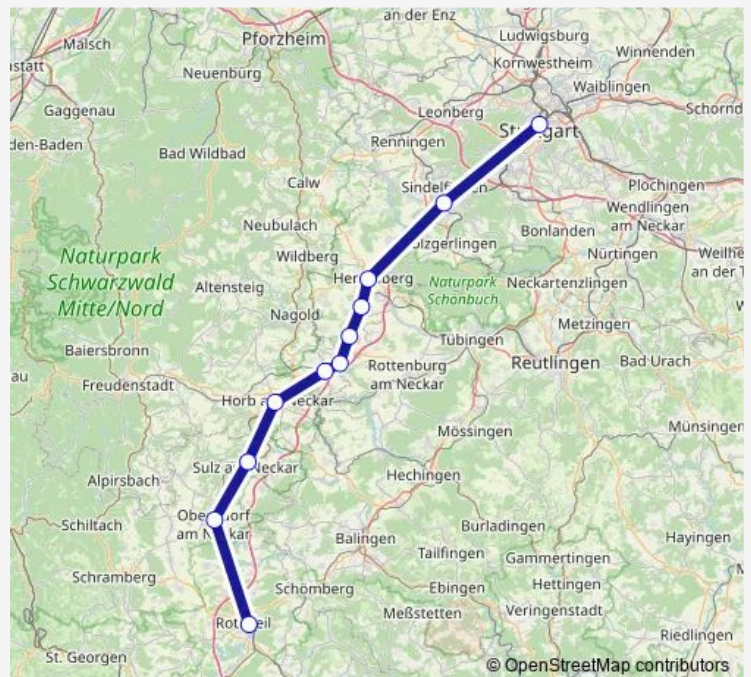 an der Enz
Ludwigsburg
Malsch
Pforzheim
Kornwestheim
Winnenden
Neuenburg
Waiblingen
Gaggenau
Leonberg
Schornd
den-Baden
Renningen
Bad Wildbad
Calw
Plochingen
Wendlingen
am Neckar
Neubulach
Bonlanden
Wildberg
Nürtingen
Naturpark
Schwarzwald
Mitte/Nord
Altensteig
Naturpark
Schönbuch
Neckartenzlingen
Weilhe
an der T
Nagold
Metzingen
Tübingen
Baiersbronn
Rottenburg
am Neckar
Reutlingen
Bad Urach
au
Freudenstadt
Mössingen
Münsingen
Hechingen
Alpirsbach
Schiltach
Balingen
Burladingen
Hayingen
Tailfingen
Gammertingen
Schramberg
Schömberg
Ebingen
Hettingen
Meßstetten
Veringenstadt
Riedlingen
St. Georgen
© OpenStreetMap contributors